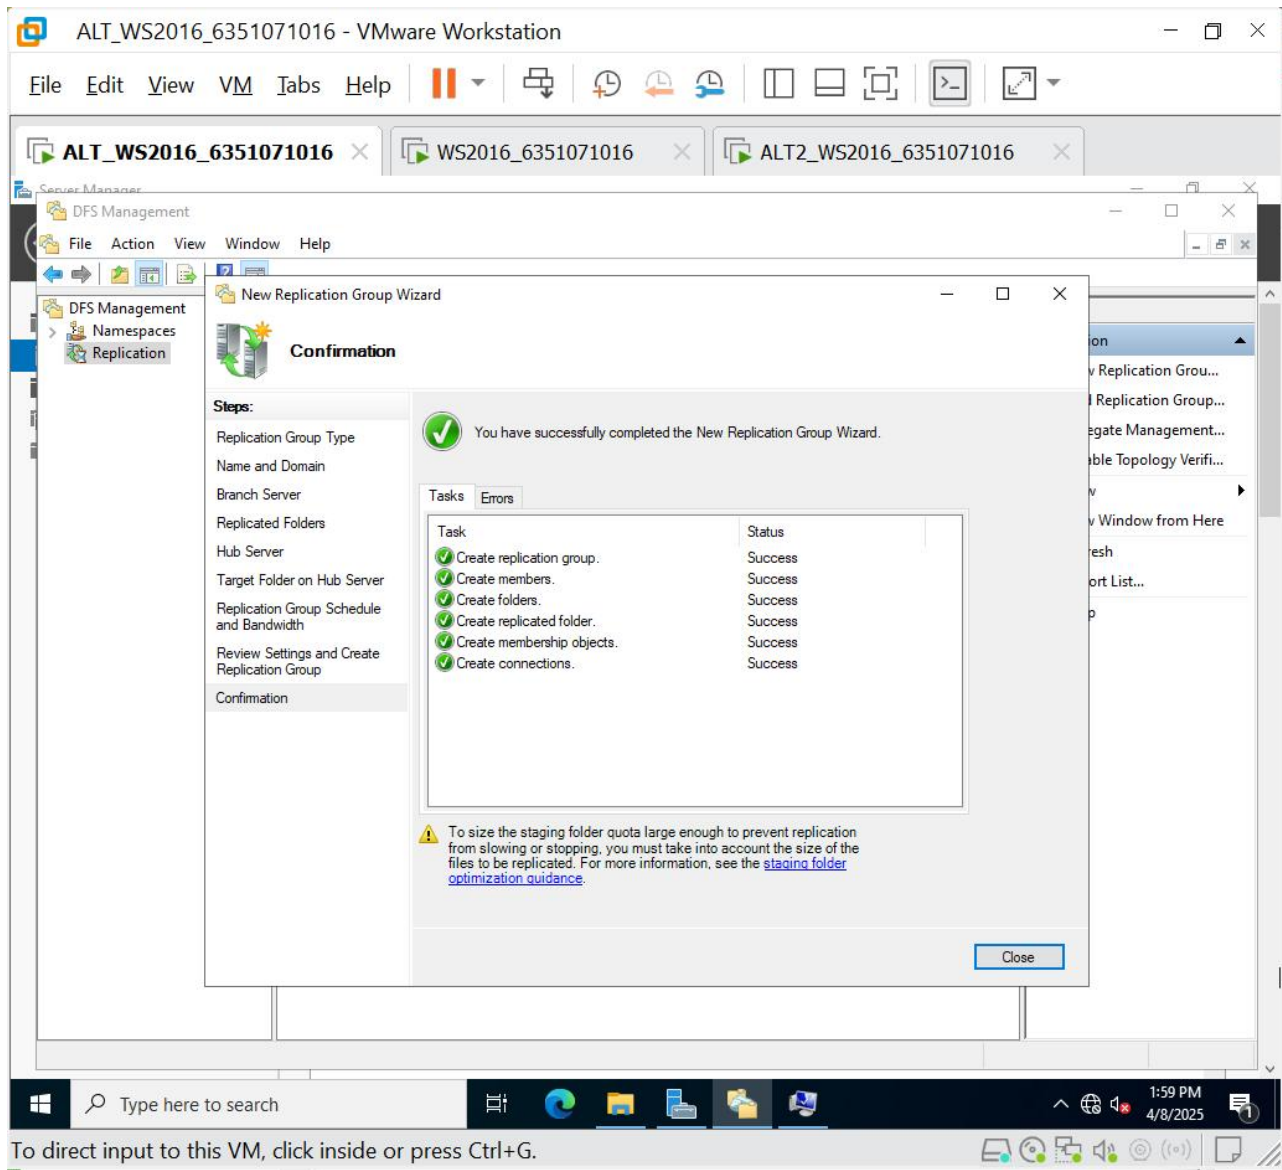 ALT_WS2016_6351071016 - VMware Workstation
File Edit View VM Tabs Help
ALT_WS2016_6351071016
WS2016_6351071016
ALT2_WS2016_6351071016
Server Manager
DFS Management
File Action View Window Help
New Replication Group Wizard
DFS Management
Namespaces
Replication
Confirmation
Steps:
Replication Group Type
Name and Domain
Branch Server
Replicated Folders
Hub Server
Target Folder on Hub Server
Replication Group Schedule
and Bandwidth
Review Settings and Create
Replication Group
Confirmation
You have successfully completed the New Replication Group Wizard.
Tasks Errors
Task Status
Create replication group. Success
Create members. Success
Create folders. Success
Create replicated folder. Success
Create membership objects. Success
Create connections. Success
To size the staging folder quota large enough to prevent replication
from slowing or stopping, you must take into account the size of the
files to be replicated. For more information, see the staging folder
optimization guidance.
Close
ion
v Replication Grou...
l Replication Group...
egate Management...
able Topology Verifi...
v
v Window from Here
resh
ort List...
p
Type here to search
1:59 PM
4/8/2025
1
To direct input to this VM, click inside or press Ctrl+G.